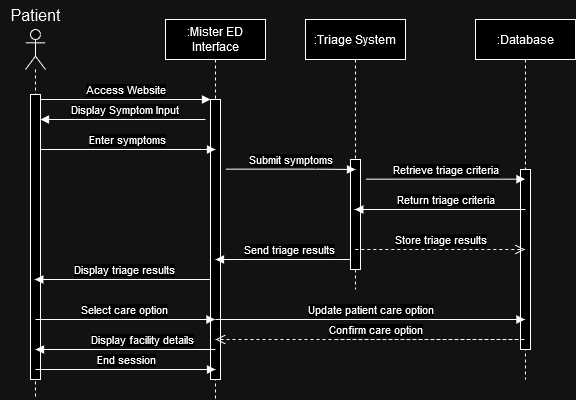 Patient
:Mister ED
Interface
:Triage System
:Database
Access Website
Display Symptom Input
Enter symptoms
Submit symptoms
Retrieve triage criteria
Return triage criteria
Store triage results
Send triage results
Display triage results
Select care option
Update patient care option
Confirm care option
Display facility details
End session